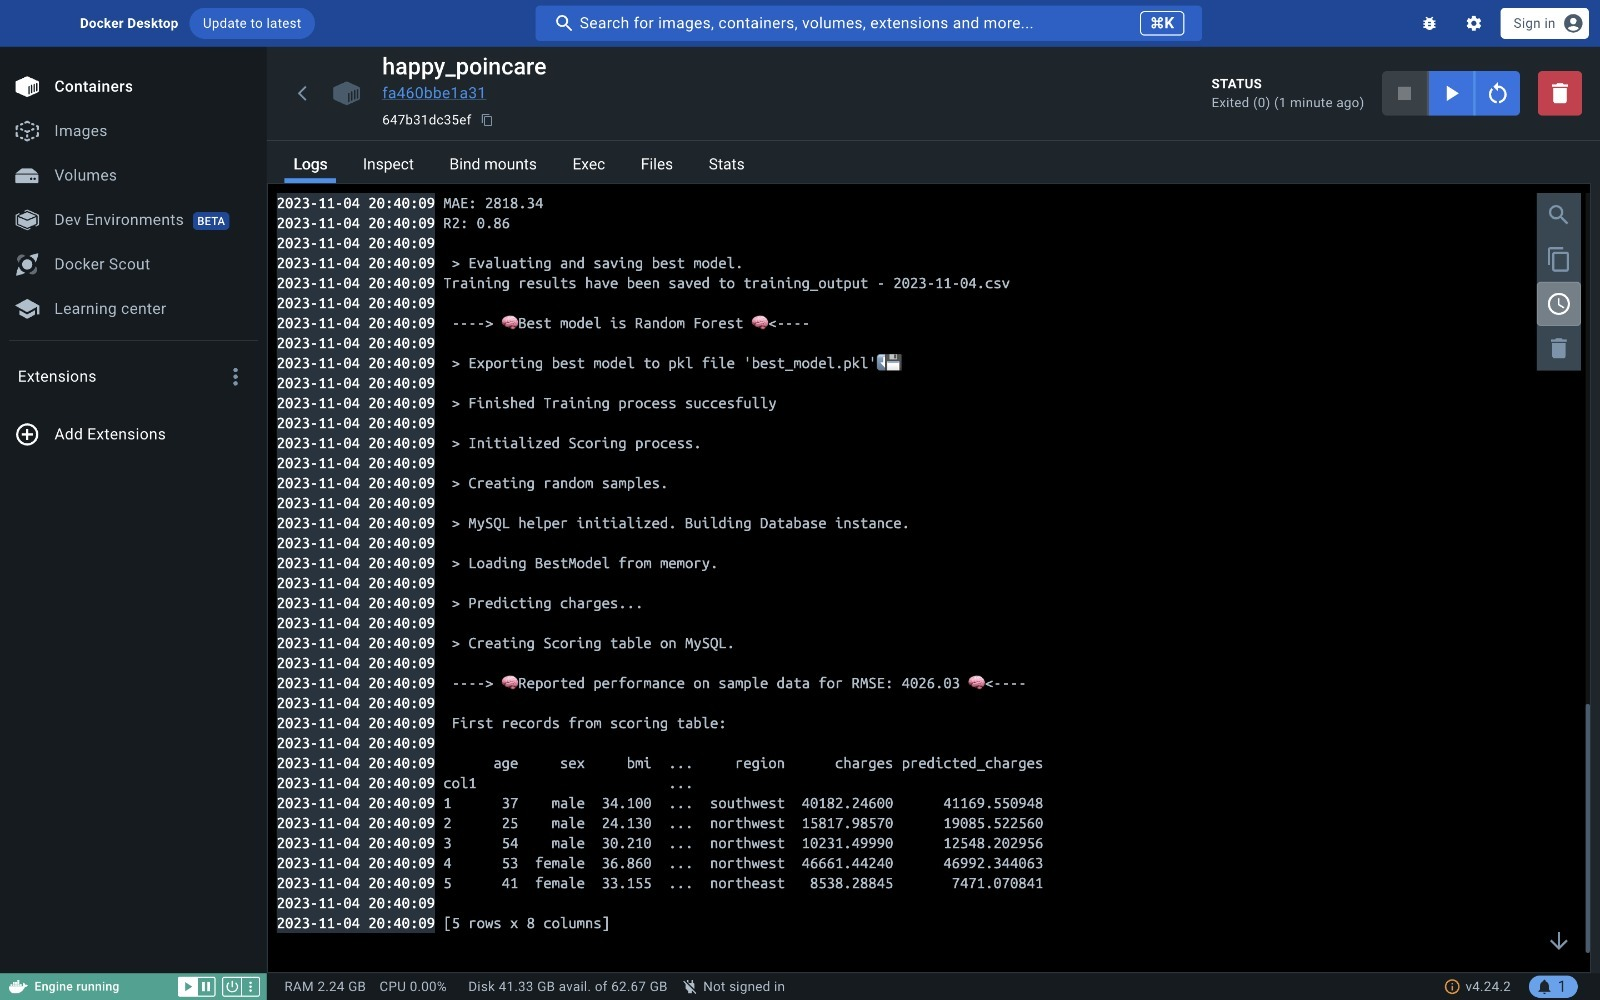 Docker Desktop Update to latest Search for images, containers, volumes, extensions and more... ⌘K Sign in
Containers
Images
Volumes
Dev Environments BETA
Docker Scout
Learning center
Extensions
Add Extensions
happy_poincare
fa460bbe1a31
647b31dc35ef
STATUS
Exited (0) (1 minute ago)
Logs Inspect Bind mounts Exec Files Stats
2023-11-04 20:40:09 MAE: 2818.34
2023-11-04 20:40:09 R2: 0.86
2023-11-04 20:40:09
2023-11-04 20:40:09 > Evaluating and saving best model.
2023-11-04 20:40:09 Training results have been saved to training_output - 2023-11-04.csv
2023-11-04 20:40:09
2023-11-04 20:40:09 ----> 🧠Best model is Random Forest 🧠<----
2023-11-04 20:40:09
2023-11-04 20:40:09 > Exporting best model to pkl file 'best_model.pkl'💾
2023-11-04 20:40:09
2023-11-04 20:40:09 > Finished Training process succesfully
2023-11-04 20:40:09
2023-11-04 20:40:09 > Initialized Scoring process.
2023-11-04 20:40:09
2023-11-04 20:40:09 > Creating random samples.
2023-11-04 20:40:09
2023-11-04 20:40:09 > MySQL helper initialized. Building Database instance.
2023-11-04 20:40:09
2023-11-04 20:40:09 > Loading BestModel from memory.
2023-11-04 20:40:09
2023-11-04 20:40:09 > Predicting charges...
2023-11-04 20:40:09
2023-11-04 20:40:09 > Creating Scoring table on MySQL.
2023-11-04 20:40:09
2023-11-04 20:40:09 ----> 🧠Reported performance on sample data for RMSE: 4026.03 🧠<----
2023-11-04 20:40:09
2023-11-04 20:40:09 First records from scoring table:
2023-11-04 20:40:09
2023-11-04 20:40:09 age sex bmi ... region charges predicted_charges
2023-11-04 20:40:09 col1 ...
2023-11-04 20:40:09 1 37 male 34.100 ... southwest 40182.24600 41169.550948
2023-11-04 20:40:09 2 25 male 24.130 ... northwest 15817.98570 19085.522560
2023-11-04 20:40:09 3 54 male 30.210 ... northwest 10231.49990 12548.202956
2023-11-04 20:40:09 4 53 female 36.860 ... northwest 46661.44240 46992.344063
2023-11-04 20:40:09 5 41 female 33.155 ... northeast 8538.28845 7471.070841
2023-11-04 20:40:09
2023-11-04 20:40:09 [5 rows x 8 columns]
Engine running RAM 2.24 GB CPU 0.00% Disk 41.33 GB avail. of 62.67 GB Not signed in v4.24.2 1